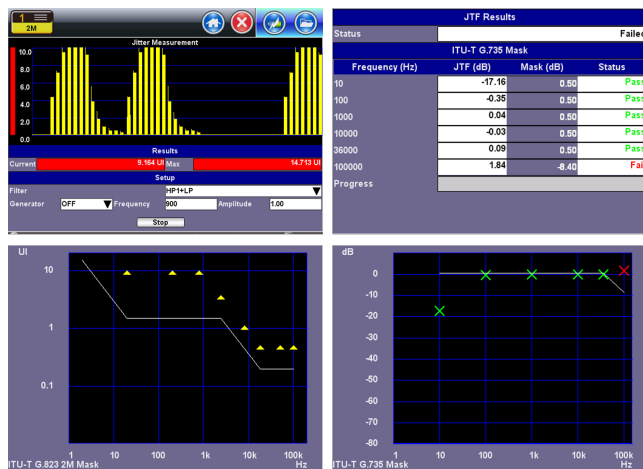 1
2M
Jitter Measurement
10.0
8.0
6.0
4.0
2.0
0.0
Results
Current 9.164 UI Max 14.713 UI
Setup
Filter HP1+LP
Generator OFF Frequency 900 Amplitude 1.00
Stop
JTF Results
Status Failed
ITU-T G.735 Mask
Frequency (Hz) JTF (dB) Mask (dB) Status
10 -17.16 0.50 Pass
100 -0.35 0.50 Pass
1000 0.04 0.50 Pass
10000 -0.03 0.50 Pass
36000 0.09 0.50 Pass
100000 1.84 -8.40 Fail
Progress
UI
10
1
0.1
1 10 100 1k 10k 100k
ITU-T G.823 2M Mask Hz
dB
0
-10
-20
-30
-40
-50
-60
-70
-80
1 10 100 1k 10k 100k
ITU-T G.735 Mask Hz